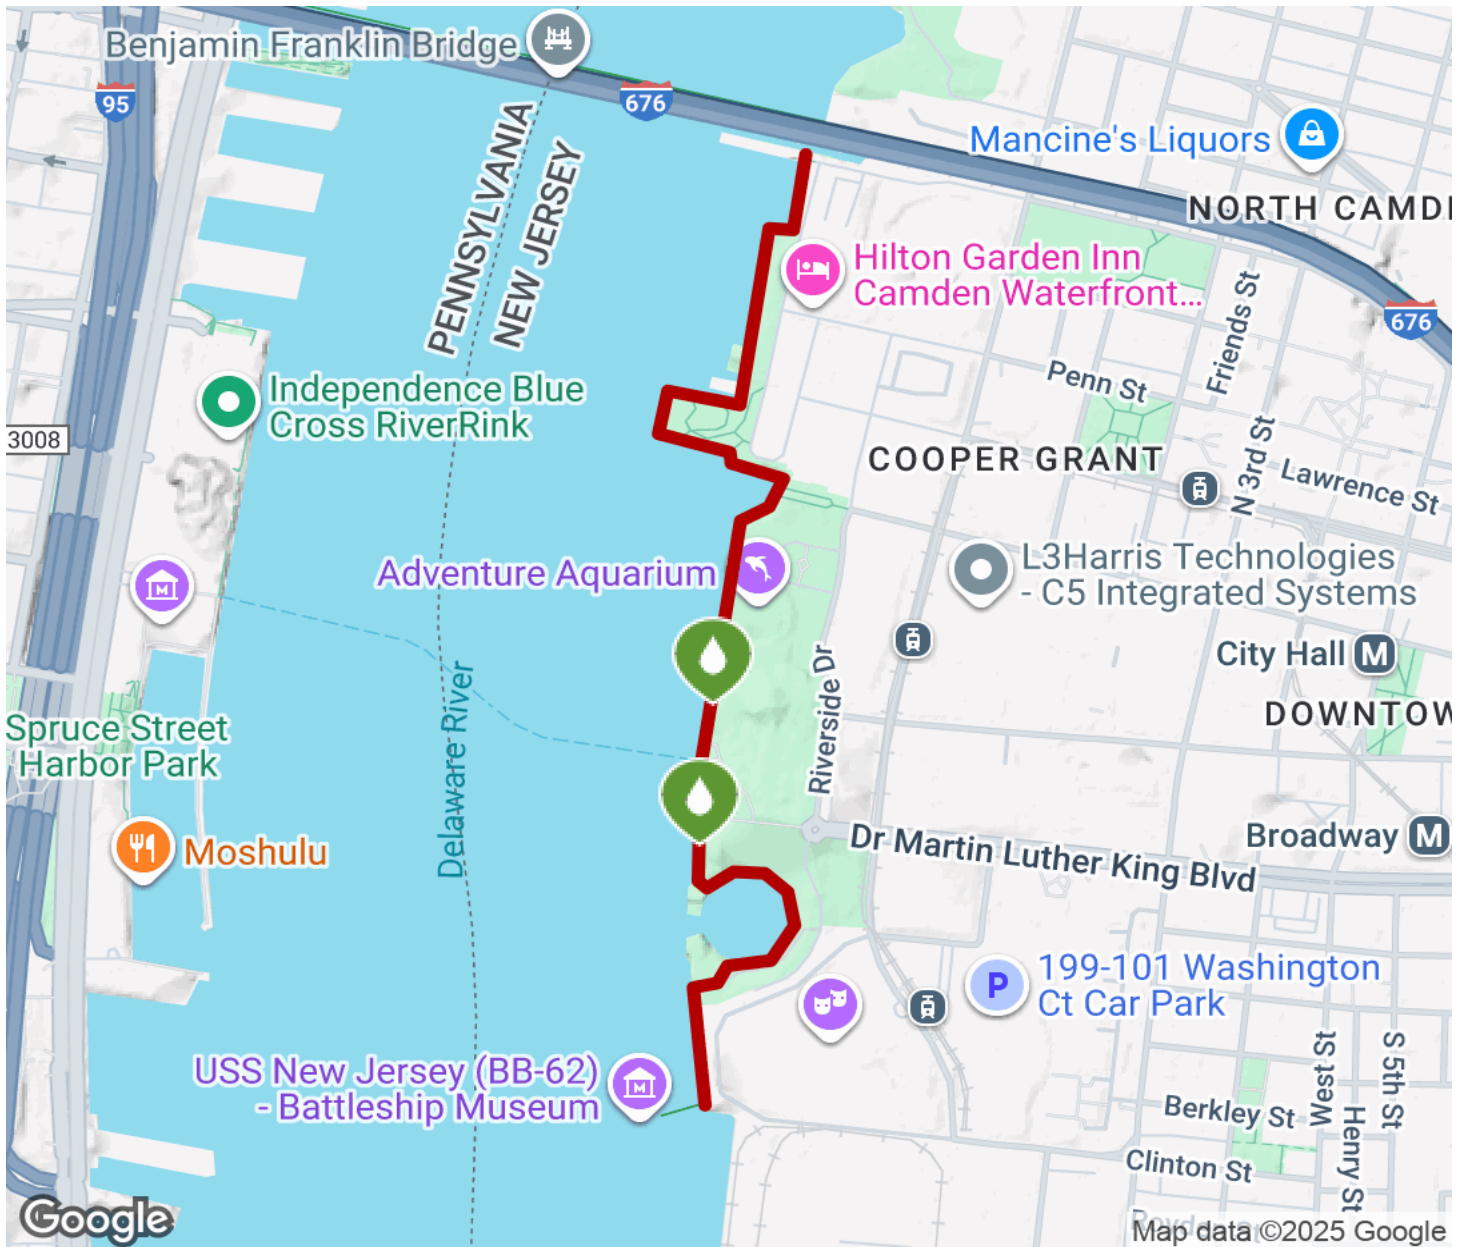 Benjamin Franklin Bridge
95
676
Mancine's Liquors
PENNSYLVANIA
NEW JERSEY
NORTH CAMD
Hilton Garden Inn
Camden Waterfront...
676
Friends St
Penn St
Independence Blue
Cross RiverRink
3008
COOPER GRANT
N 3rd St
Lawrence St
Adventure Aquarium
L3Harris Technologies
- C5 Integrated Systems
City Hall M
Riverside Dr
Delaware River
DOWNTOW
Spruce Street
Harbor Park
Moshulu
Dr Martin Luther King Blvd
Broadway M
199-101 Washington
Ct Car Park
P
USS New Jersey (BB-62)
- Battleship Museum
West St
S 5th St
Berkley St
Henry St
Clinton St
Google
Map data ©2025 Google